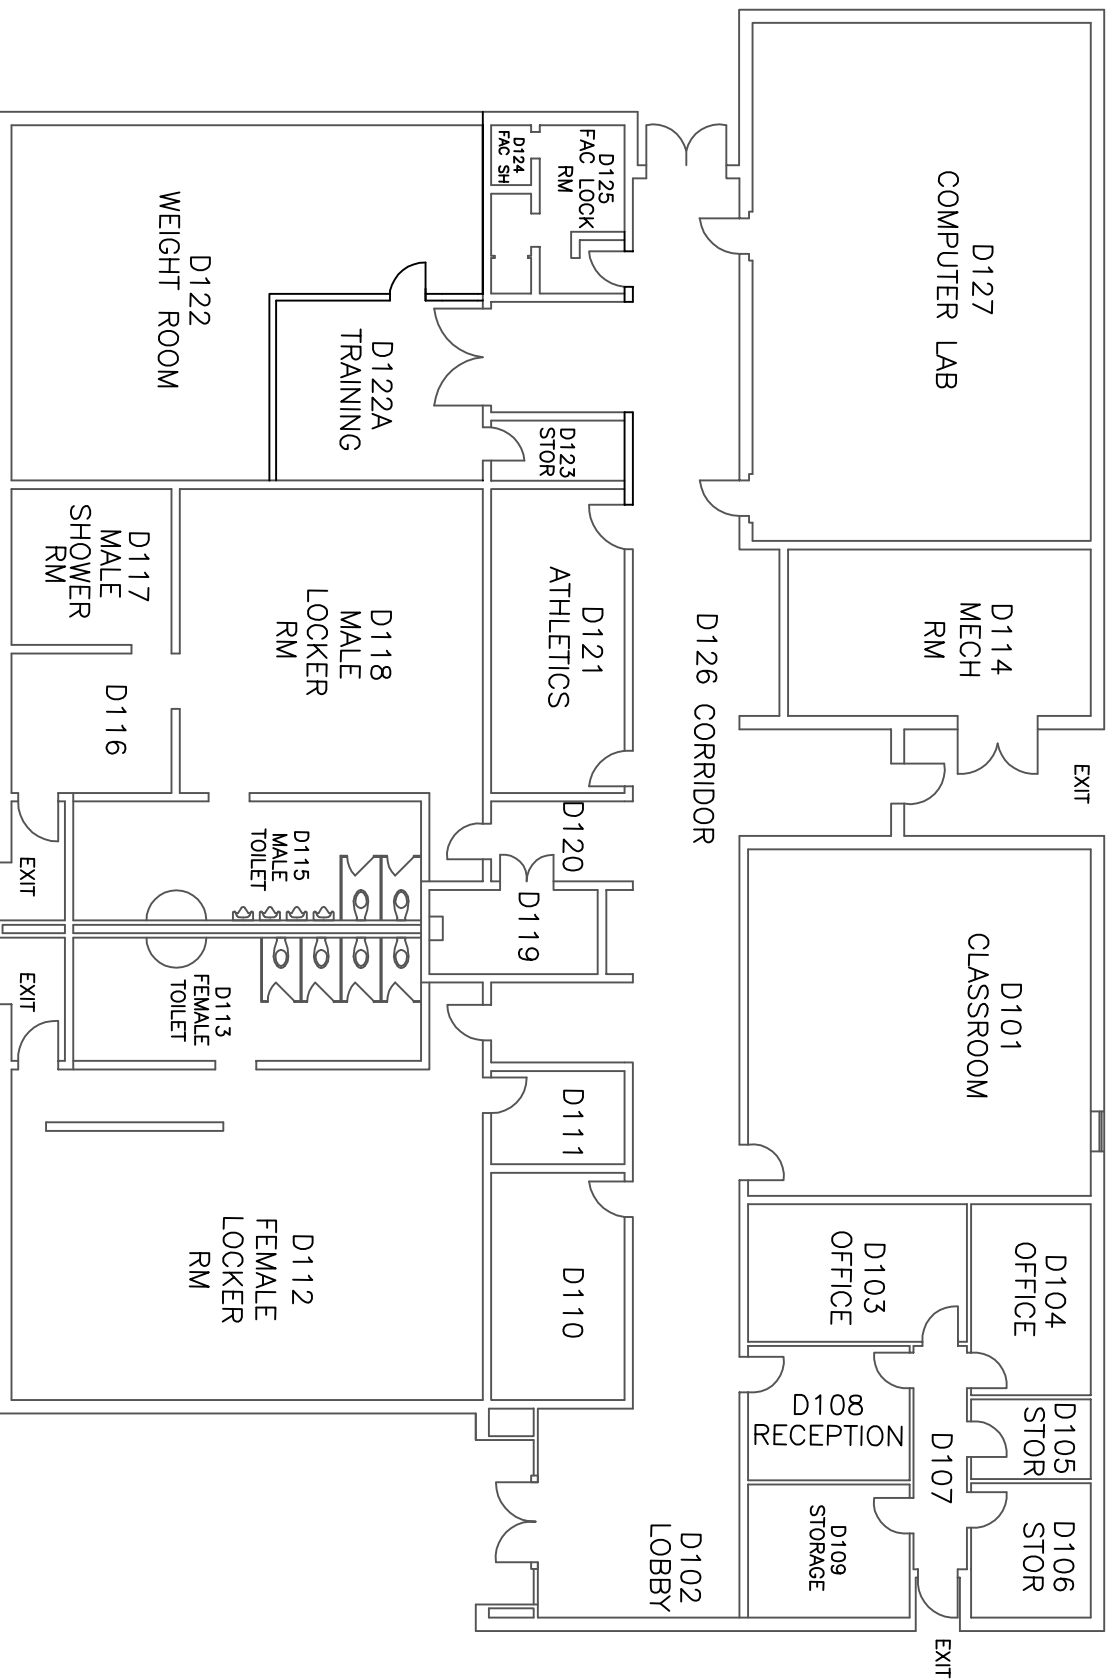 D127
COMPUTER LAB
D125
FAC LOCK
RM
D124
FAC SH
D122
WEIGHT ROOM
D122A
TRAINING
D123
STOR
D114
MECH
RM
EXIT
D126 CORRIDOR
D121
ATHLETICS
D118
MALE
LOCKER
RM
D117
MALE
SHOWER
RM
D116
D120
D119
D115
MALE
TOILET
EXIT
EXIT
D113
FEMALE
TOILET
D101
CLASSROOM
D111
D110
D112
FEMALE
LOCKER
RM
D104
OFFICE
D103
OFFICE
D108
RECEPTION
D107
D105
STOR
D106
STOR
D109
STORAGE
D102
LOBBY
EXIT